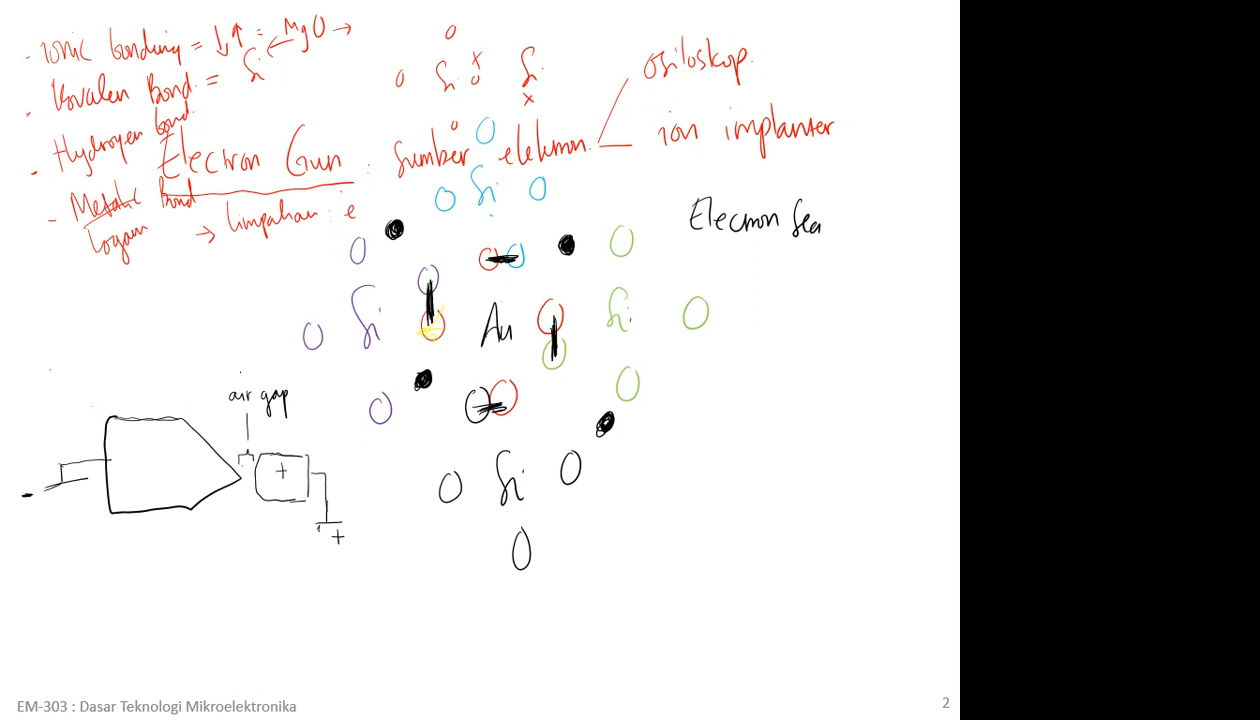 - Ionic bonding = ↓↑ = MgO →
- Kovalen Bond = Si
- Hydrogen bond
- Metalic Bond
Logam → limpahan : e
O
O Si x O Si x
O
Electron Gun : Sumber elektron
Osiloskop
ion implanter
O
O Si O
Electron Sea
O O O O
O
O Si O Au O Si O
O
O O O O
air gap
+
-
+
O Si O
O
EM-303 : Dasar Teknologi Mikroelektronika
2